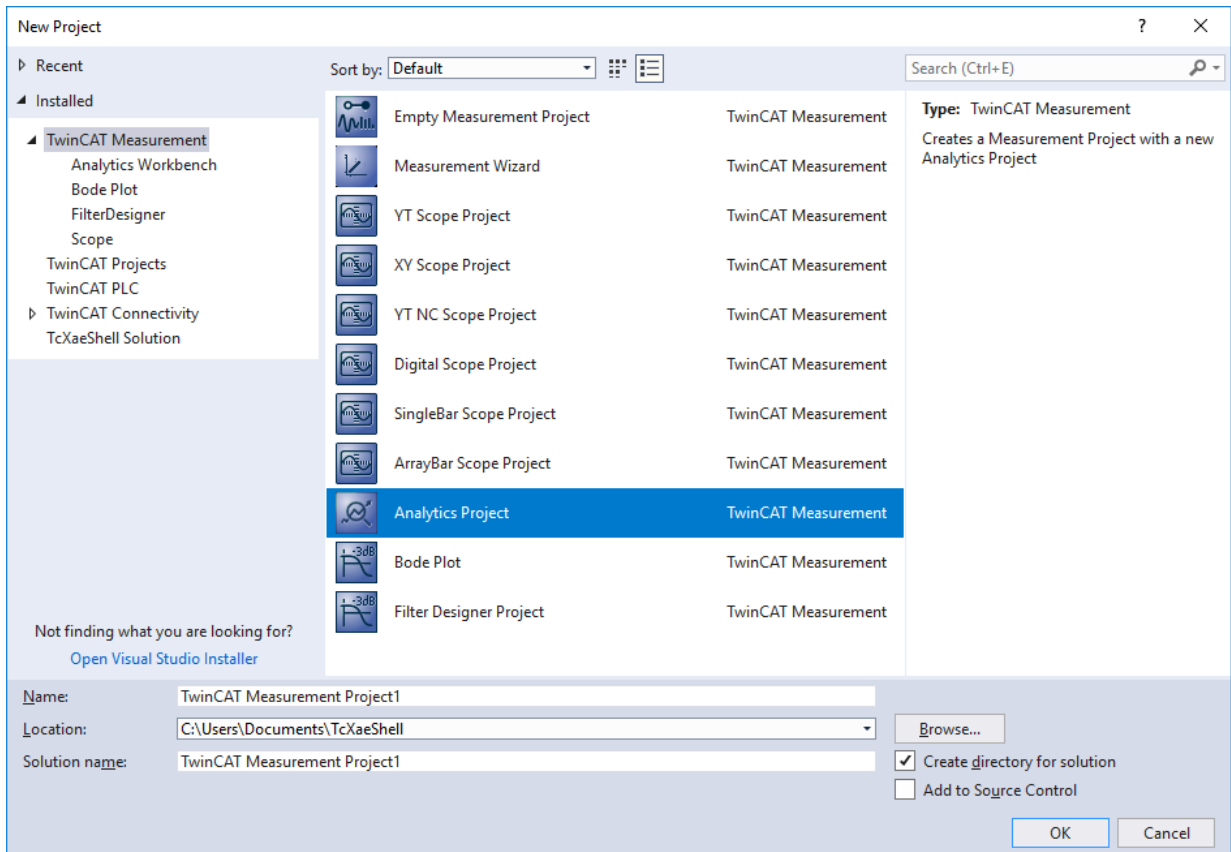 New Project
?
Recent
Installed
TwinCAT Measurement
Analytics Workbench
Bode Plot
FilterDesigner
Scope
TwinCAT Projects
TwinCAT PLC
TwinCAT Connectivity
TcXaeShell Solution
Not finding what you are looking for?
Open Visual Studio Installer
Sort by: Default
Empty Measurement Project TwinCAT Measurement
Measurement Wizard TwinCAT Measurement
YT Scope Project TwinCAT Measurement
XY Scope Project TwinCAT Measurement
YT NC Scope Project TwinCAT Measurement
Digital Scope Project TwinCAT Measurement
SingleBar Scope Project TwinCAT Measurement
ArrayBar Scope Project TwinCAT Measurement
Analytics Project TwinCAT Measurement
-3dB Bode Plot TwinCAT Measurement
-3dB Filter Designer Project TwinCAT Measurement
Search (Ctrl+E)
Type: TwinCAT Measurement
Creates a Measurement Project with a new
Analytics Project
Name: TwinCAT Measurement Project1
Location: C:\Users\Documents\TcXaeShell Browse...
Solution name: TwinCAT Measurement Project1 Create directory for solution
Add to Source Control
OK Cancel